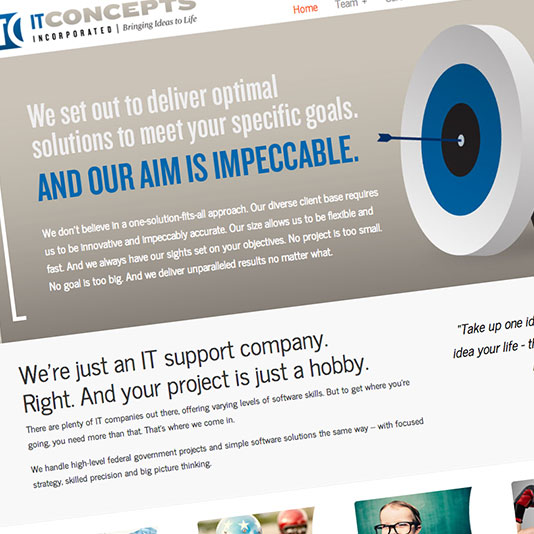 ITCONCEPTS
INCORPORATED | Bringing Ideas to Life
Home Team +
We set out to deliver optimal
solutions to meet your specific goals.
AND OUR AIM IS IMPECCABLE.
We don't believe in a one-solution-fits-all approach. Our diverse client base requires
us to be innovative and impeccably accurate. Our size allows us to be flexible and
fast. And we always have our sights set on your objectives. No project is too small.
No goal is too big. And we deliver unparalleled results no matter what.
We're just an IT support company.
Right. And your project is just a hobby.
There are plenty of IT companies out there, offering varying levels of software skills. But to get where you're
going, you need more than that. That's where we come in.
We handle high-level federal government projects and simple software solutions the same way – with focused
strategy, skilled precision and big picture thinking.
"Take up one
idea your life -